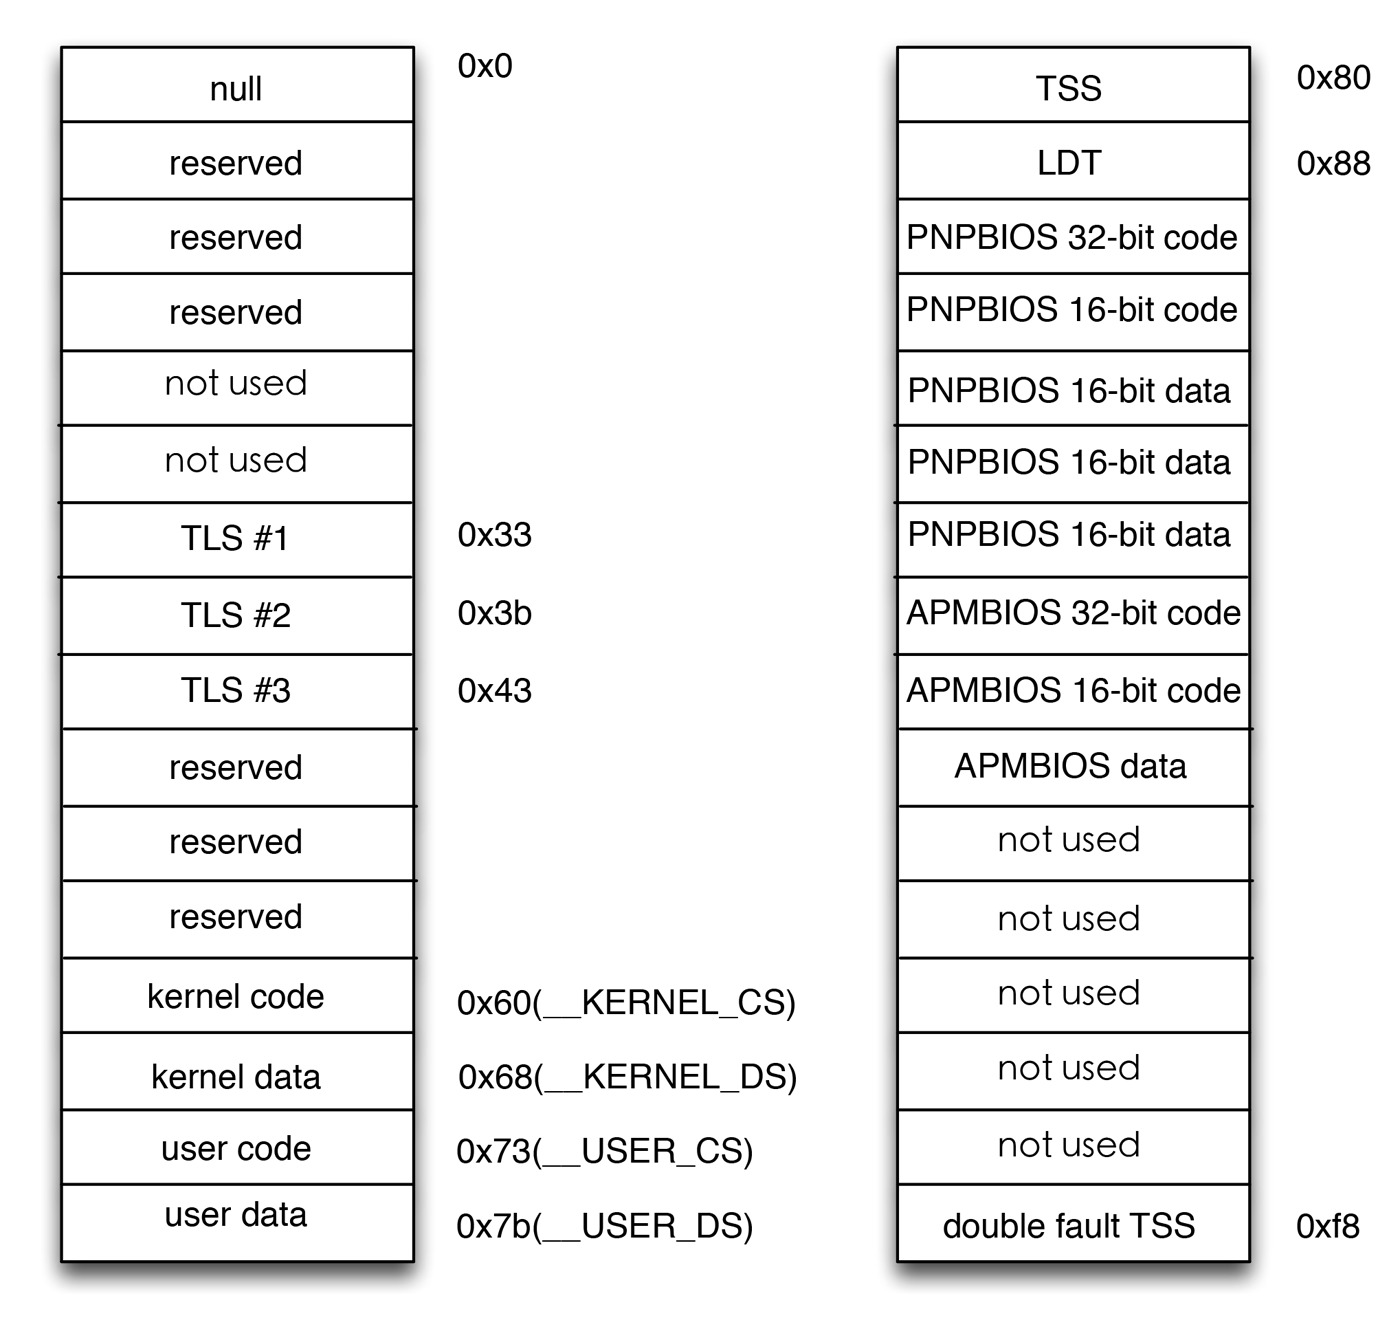 null 0x0
reserved
reserved
reserved
not used
not used
TLS #1 0x33
TLS #2 0x3b
TLS #3 0x43
reserved
reserved
reserved
kernel code 0x60(__KERNEL_CS)
kernel data 0x68(__KERNEL_DS)
user code 0x73(__USER_CS)
user data 0x7b(__USER_DS)
TSS 0x80
LDT 0x88
PNPBIOS 32-bit code
PNPBIOS 16-bit code
PNPBIOS 16-bit data
PNPBIOS 16-bit data
PNPBIOS 16-bit data
APMBIOS 32-bit code
APMBIOS 16-bit code
APMBIOS data
not used
not used
not used
not used
not used
double fault TSS 0xf8